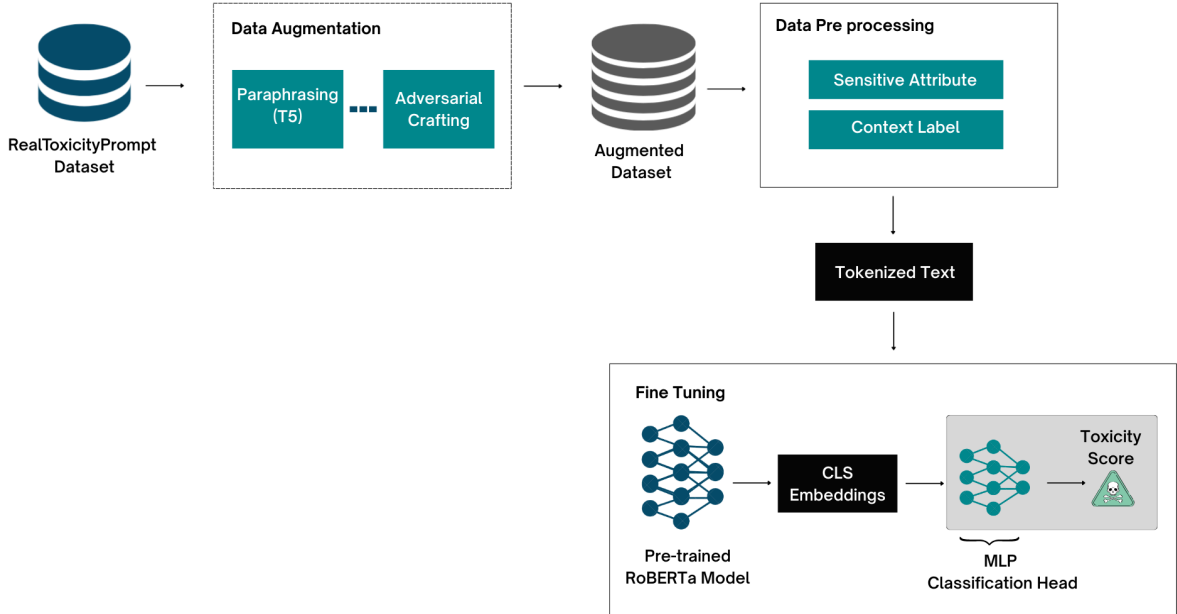 Data Augmentation
Paraphrasing
(T5)
Adversarial
Crafting
RealToxicityPrompt
Dataset
Augmented
Dataset
Data Pre processing
Sensitive Attribute
Context Label
Tokenized Text
Fine Tuning
Pre-trained
RoBERTa Model
CLS
Embeddings
Toxicity
Score
MLP
Classification Head